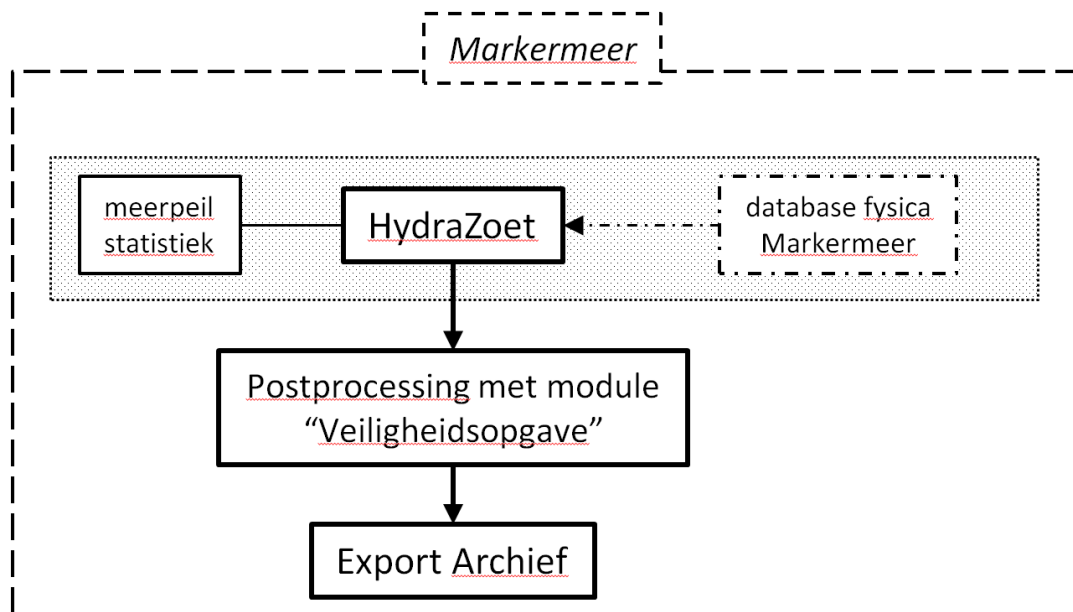 Markermeer
meerpeil
statistiek
HydraZoet
database fysica
Markermeer
Postprocessing met module
“Veiligheidsopgave”
Export Archief